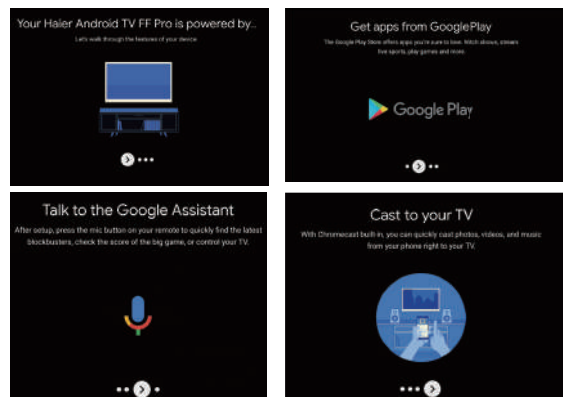 Your Haier Android TV FF Pro is powered by...
Let's walk through the features of your device
Get apps from GooglePlay
The Google Play Store offers apps you're sure to love. Witch shows, stream
live sports, play games and more.
Google Play
Talk to the Google Assistant
After setup, press the mic button on your remote to quickly find the latest
blockbusters, check the score of the big game, or control your TV.
Cast to your TV
With Chromecast built-in, you can quickly cast photos, videos, and music
from your phone right to your TV.